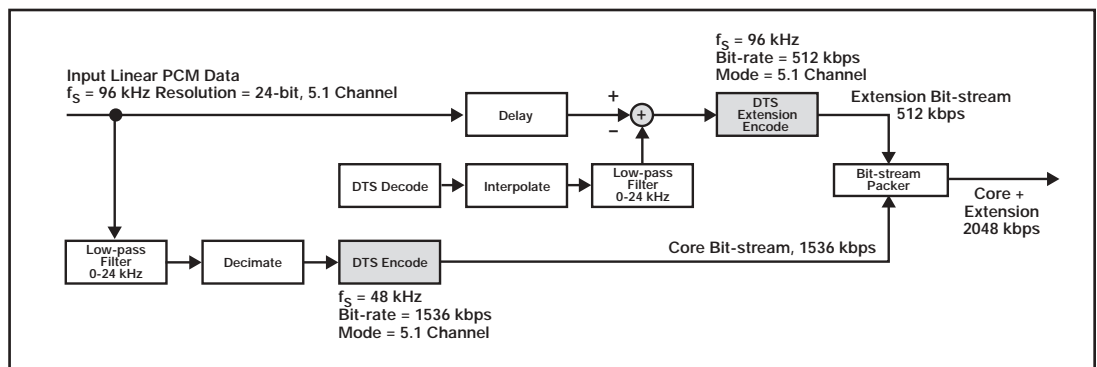 f_S = 96 kHz
Bit-rate = 512 kbps
Mode = 5.1 Channel
Input Linear PCM Data
f_S = 96 kHz Resolution = 24-bit, 5.1 Channel
Delay
+
−
+
DTS
Extension
Encode
Extension Bit-stream
512 kbps
DTS Decode
Interpolate
Low-pass
Filter
0-24 kHz
Bit-stream
Packer
Core +
Extension
2048 kbps
Low-pass
Filter
0-24 kHz
Decimate
DTS Encode
Core Bit-stream, 1536 kbps
f_S = 48 kHz
Bit-rate = 1536 kbps
Mode = 5.1 Channel